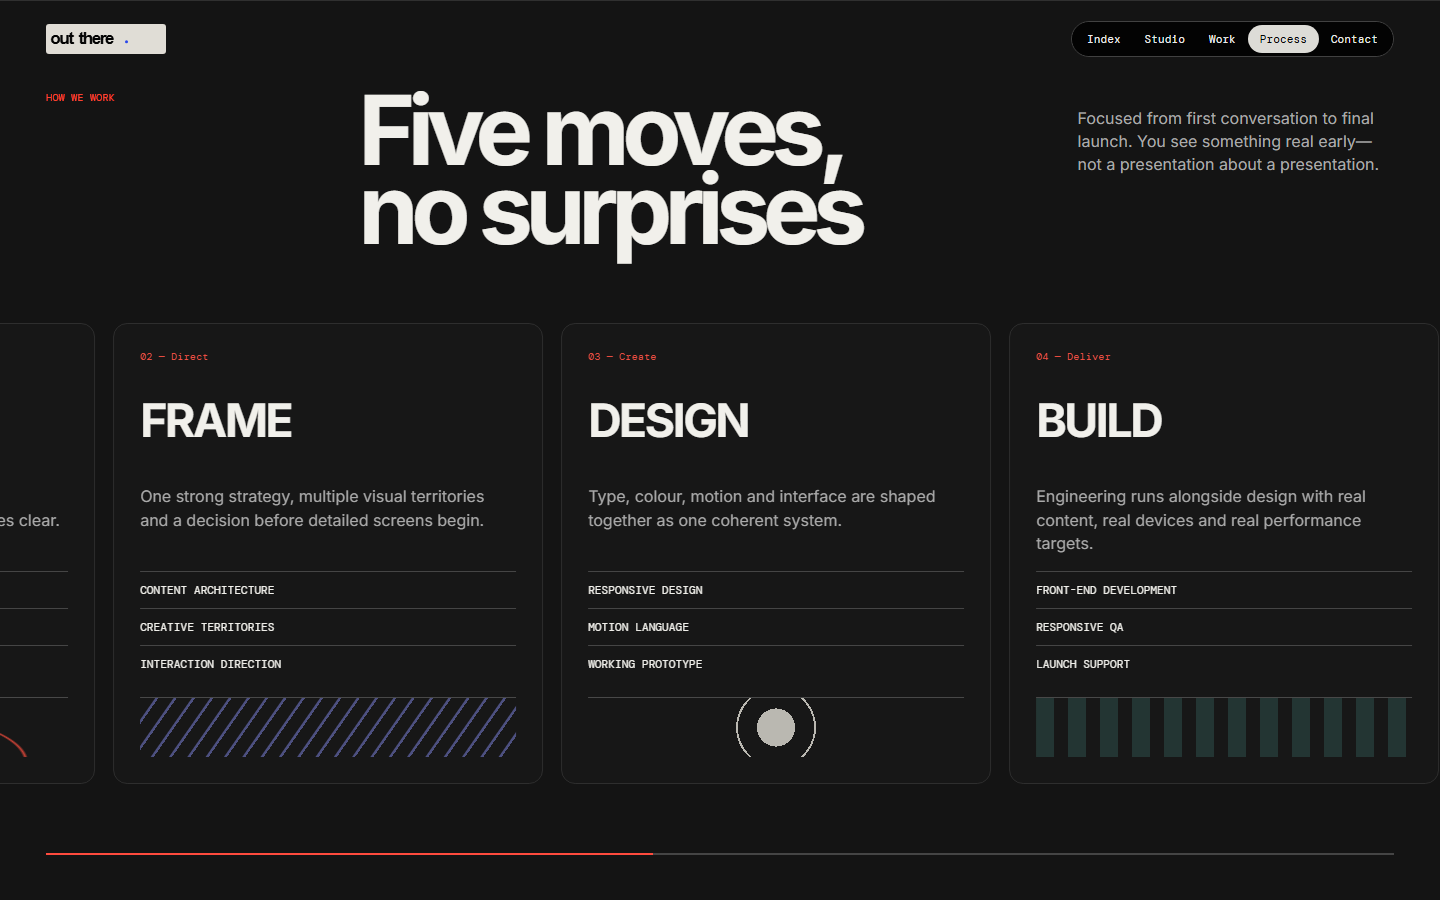 out there .
Index
Studio
Work
Process
Contact
HOW WE WORK
Five moves,
no surprises
Focused from first conversation to final
launch. You see something real early—
not a presentation about a presentation.
es clear.
02 — Direct
FRAME
One strong strategy, multiple visual territories
and a decision before detailed screens begin.
CONTENT ARCHITECTURE
CREATIVE TERRITORIES
INTERACTION DIRECTION
03 — Create
DESIGN
Type, colour, motion and interface are shaped
together as one coherent system.
RESPONSIVE DESIGN
MOTION LANGUAGE
WORKING PROTOTYPE
04 — Deliver
BUILD
Engineering runs alongside design with real
content, real devices and real performance
targets.
FRONT-END DEVELOPMENT
RESPONSIVE QA
LAUNCH SUPPORT